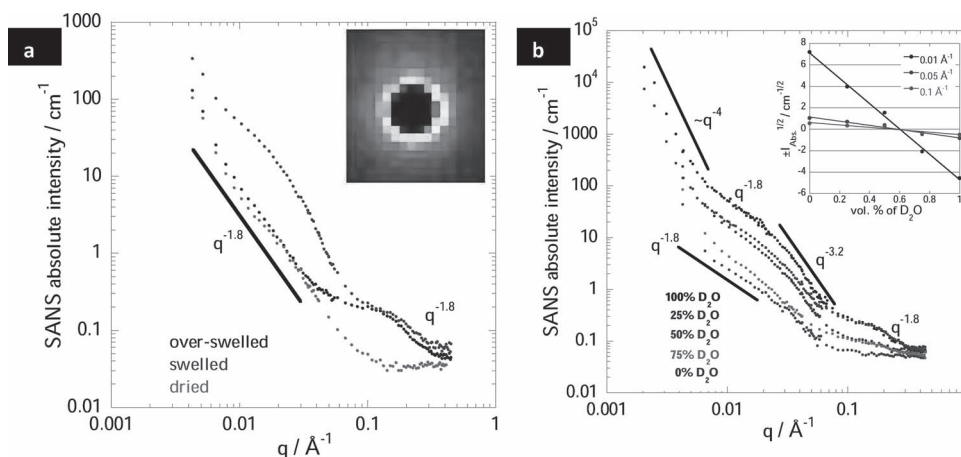 a
SANS absolute intensity / cm⁻¹
1000
100
10
1
0.1
0.01
q⁻¹·⁸
q⁻¹·⁸
over-swelled
swelled
dried
0.001
0.01
0.1
1
q / Å⁻¹
b
SANS absolute intensity / cm⁻¹
10⁵
10⁴
1000
100
10
1
0.1
0.01
~q⁻⁴
q⁻¹·⁸
q⁻¹·⁸
q⁻³·²
q⁻¹·⁸
100% D₂O
25% D₂O
50% D₂O
75% D₂O
0% D₂O
0.001
0.01
0.1
1
q / Å⁻¹
±I_Abs.^1/2 / cm^-1/2
8
6
4
2
0
-2
-4
-6
0.01 Å⁻¹
0.05 Å⁻¹
0.1 Å⁻¹
0
0.2
0.4
0.6
0.8
1
vol. % of D₂O